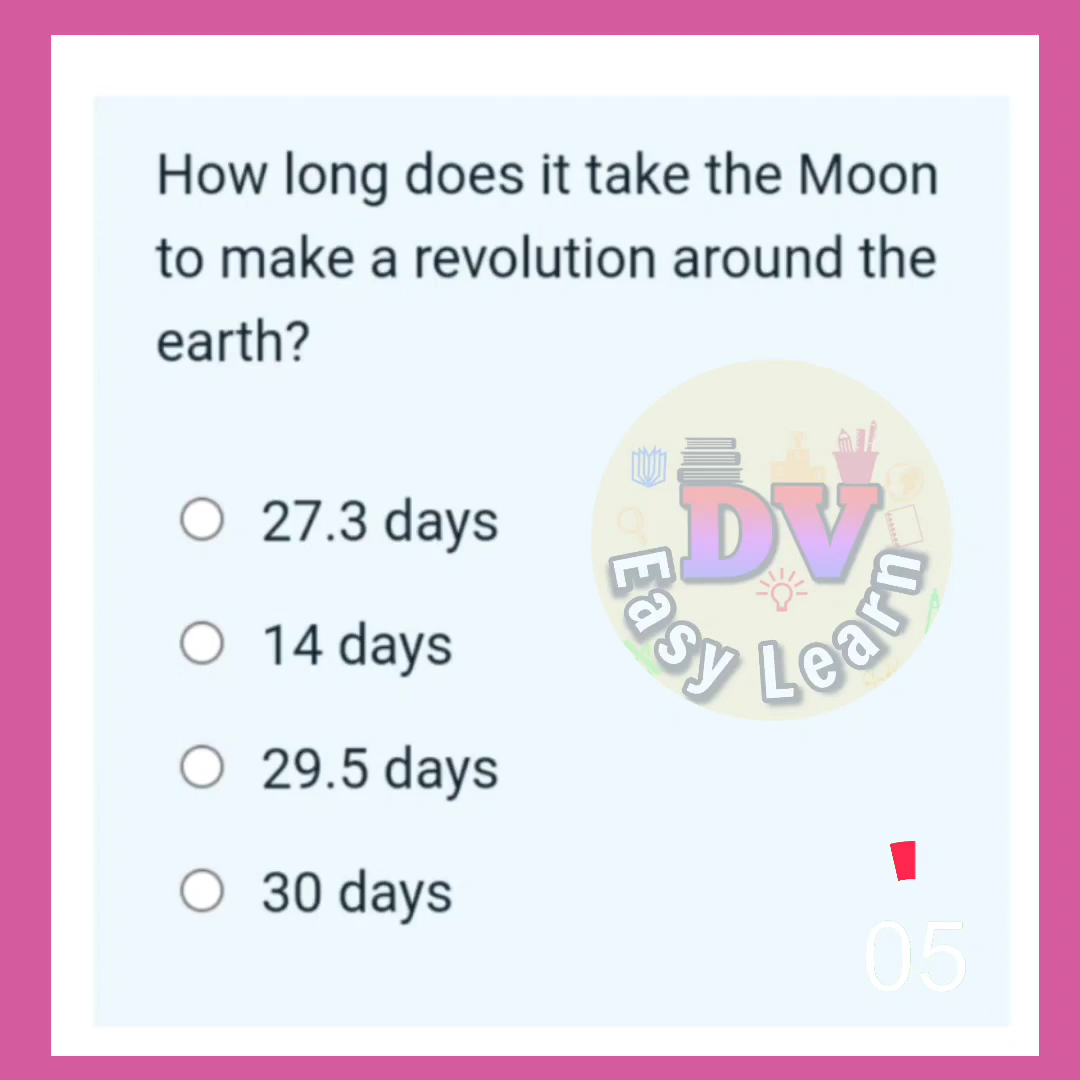 How long does it take the Moon
to make a revolution around the
earth?
27.3 days
14 days
29.5 days
30 days
DV
Easy Learn
05